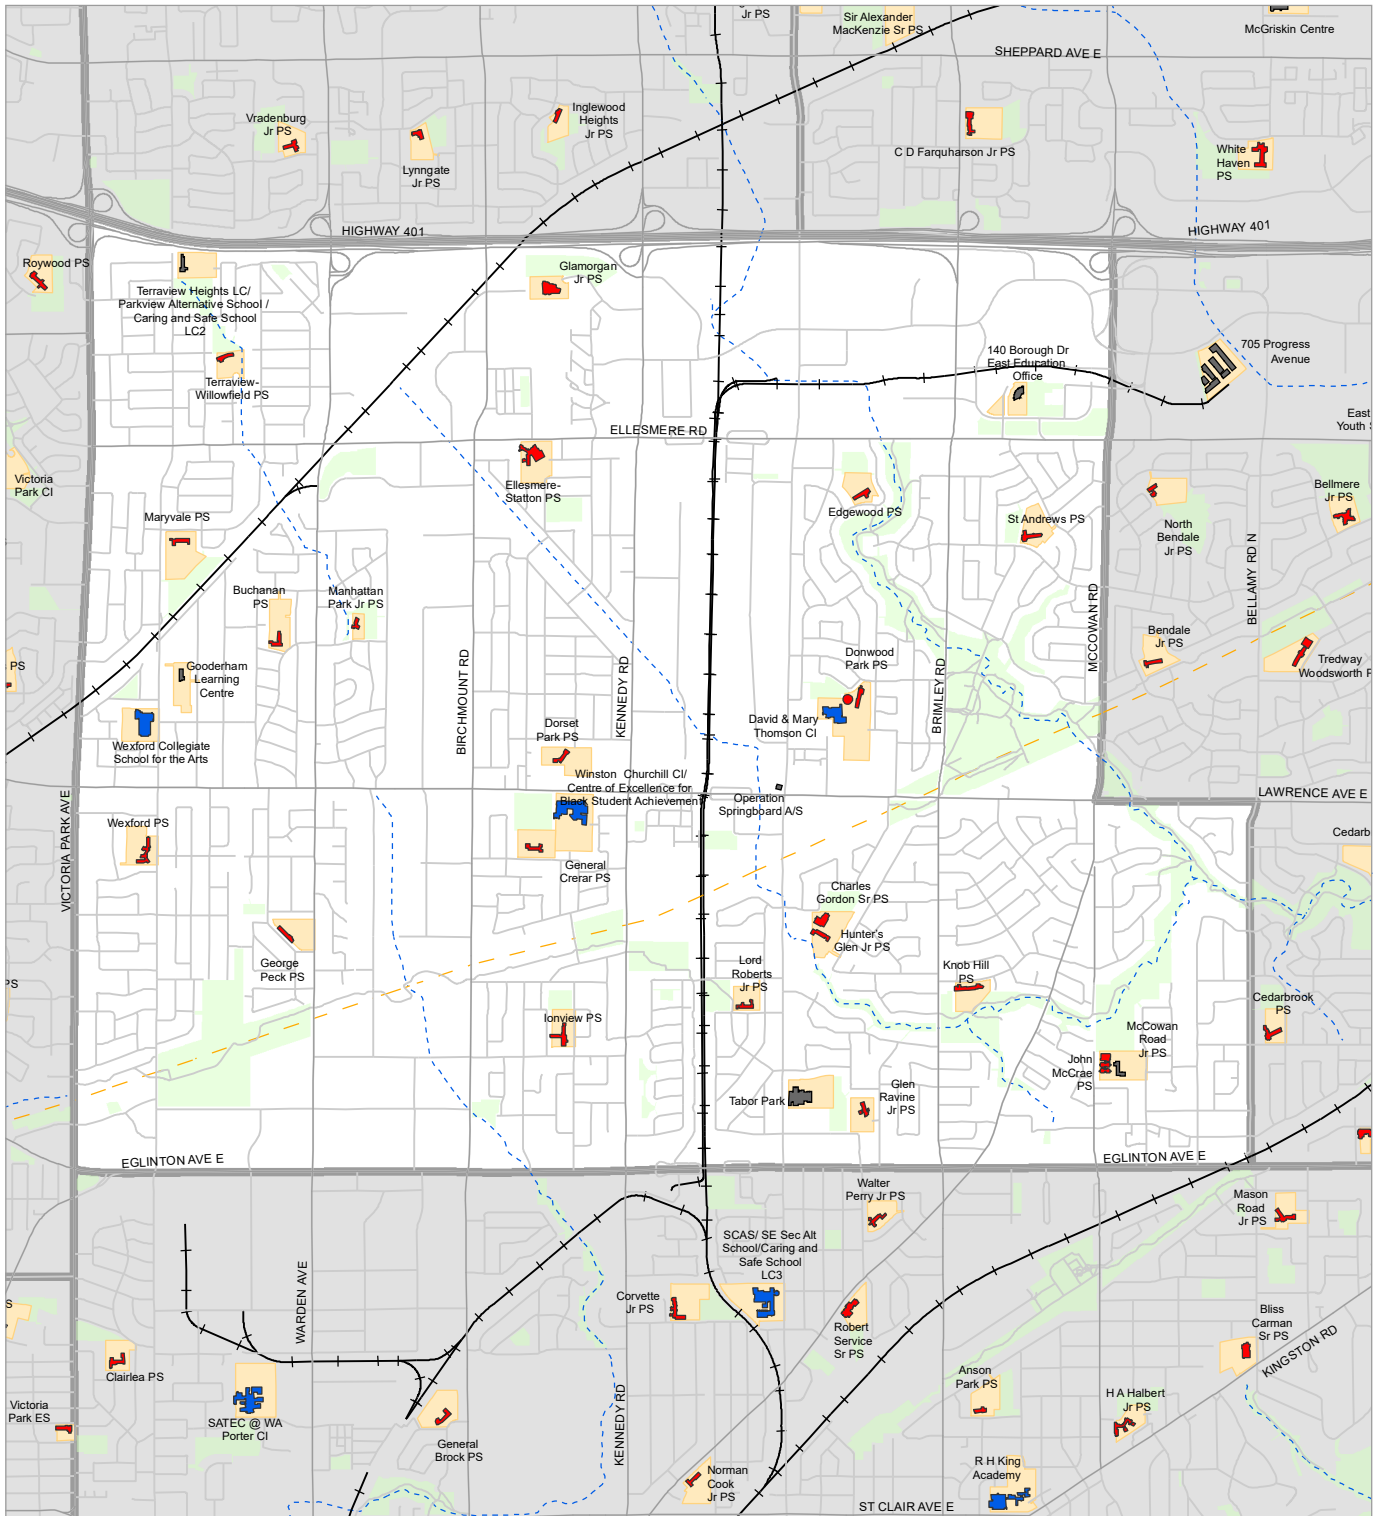 Jr PS
Sir Alexander
MacKenzie Sr PS
McGriskin Centre
SHEPPARD AVE E
Vradenburg
Jr PS
Lynngate
Jr PS
Inglewood
Heights
Jr PS
C D Farquharson Jr PS
White
Haven
PS
HIGHWAY 401
HIGHWAY 401
Roywood PS
Terraview Heights LC/
Parkview Alternative School /
Caring and Safe School
LC2
Glamorgan
Jr PS
Terraview-
Willowfield PS
140 Borough Dr
East Education
Office
705 Progress
Avenue
East
Youth
ELLESMERE RD
Victoria
Park CI
Maryvale PS
Ellesmere-
Statton PS
Edgewood PS
St Andrews PS
North
Bendale
Jr PS
Bellmere
Jr PS
BELLAMY RD N
Buchanan
PS
Manhattan
Park Jr PS
MCCOWAN RD
Bendale
Jr PS
Tredway
Woodsworth P
PS
Gooderham
Learning
Centre
BIRCHMOUNT RD
KENNEDY RD
Donwood
Park PS
BRIMLEY RD
David & Mary
Thomson CI
Wexford Collegiate
School for the Arts
Dorset
Park PS
Winston Churchill CI/
Centre of Excellence for
Black Student Achievement
Operation
Springboard A/S
LAWRENCE AVE E
VICTORIA PARK AVE
Wexford PS
Cedarb
General
Crerar PS
Charles
Gordon Sr PS
Hunter's
Glen Jr PS
George
Peck PS
Lord
Roberts
Jr PS
Knob Hill
PS
PS
Cedarbrook
PS
Ionview PS
McCowan
Road
Jr PS
John
McCrae
PS
Tabor Park
Glen
Ravine
Jr PS
EGLINTON AVE E
EGLINTON AVE E
Walter
Perry Jr PS
Mason
Road
Jr PS
SCAS/ SE Sec Alt
School/Caring and
Safe School
LC3
WARDEN AVE
Corvette
Jr PS
Robert
Service
Sr PS
S
Bliss
Carman
Sr PS
KINGSTON RD
Clairlea PS
Anson
Park PS
H A Halbert
Jr PS
Victoria
Park ES
SATEC @ WA
Porter CI
General
Brock PS
KENNEDY RD
Norman
Cook
Jr PS
R H King
Academy
ST CLAIR AVE E